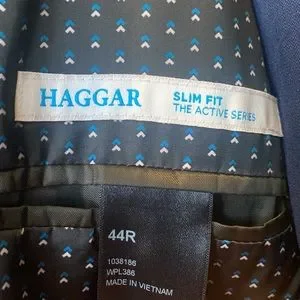 HAGGAR
SLIM FIT
THE ACTIVE SERIES
44R
1038186
WPL386
MADE IN VIETNAM